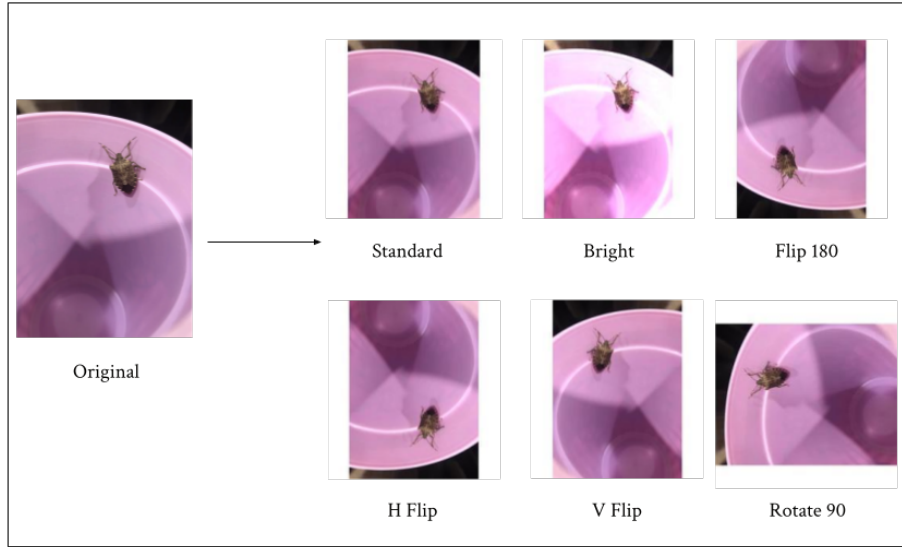 Standard
Bright
Flip 180
Original
H Flip
V Flip
Rotate 90